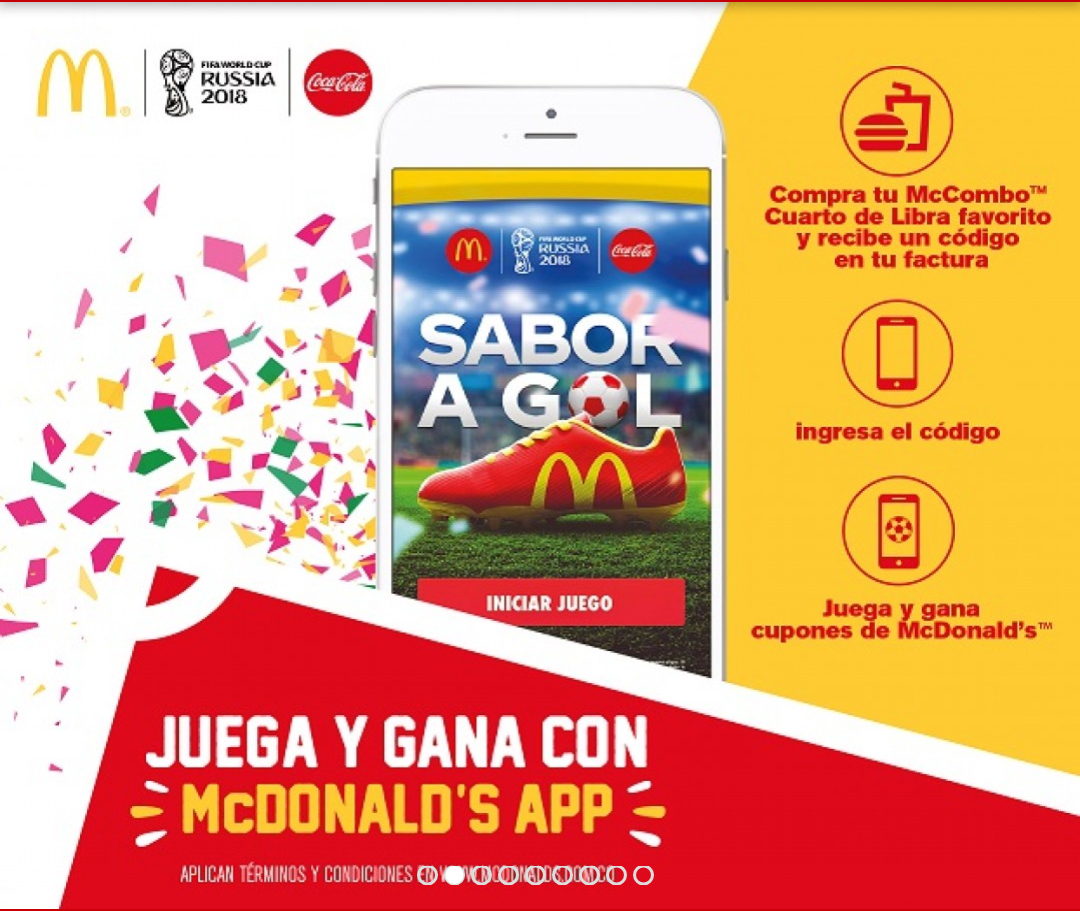 M
FIFA WORLD CUP
RUSSIA
2018
Coca-Cola
M
FIFA WORLD CUP
RUSSIA
2018
Coca-Cola
SABOR
A GOL
M
INICIAR JUEGO
Compra tu McCombo™
Cuarto de Libra favorito
y recibe un código
en tu factura
ingresa el código
Juega y gana
cupones de McDonald's™
JUEGA Y GANA CON
McDONALD'S APP
APLICAN TÉRMINOS Y CONDICIONES EN